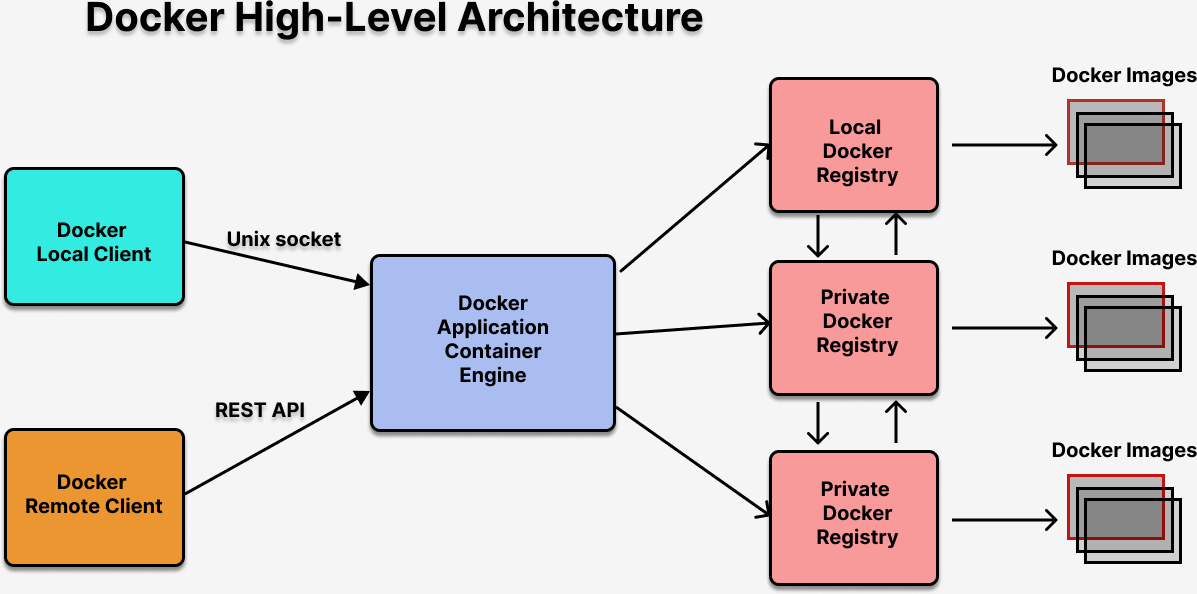 Docker High-Level Architecture
Docker
Local Client
Unix socket
REST API
Docker
Remote Client
Docker
Application
Container
Engine
Local
Docker
Registry
Docker Images
Private
Docker
Registry
Docker Images
Private
Docker
Registry
Docker Images